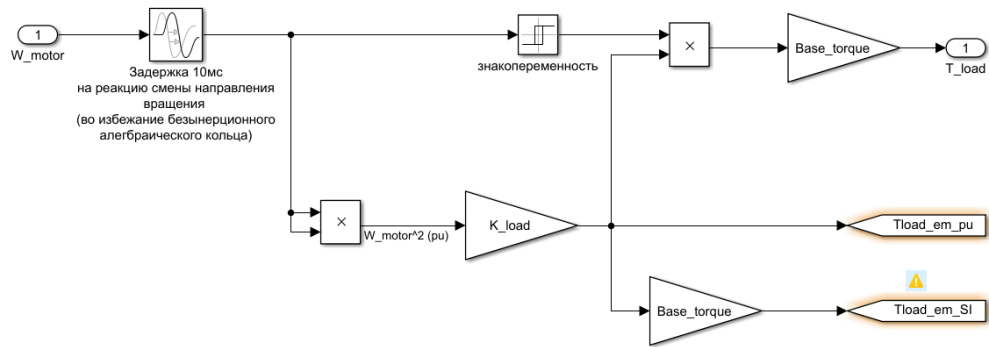 1
W_motor
Задержка 10мс
на реакцию смены направления
вращения
(во избежание безынерционного
алегбраического кольца)
знакопеременность
×
Base_torque
1
T_load
×
W_motor^2 (pu)
K_load
Tload_em_pu
Base_torque
Tload_em_SI